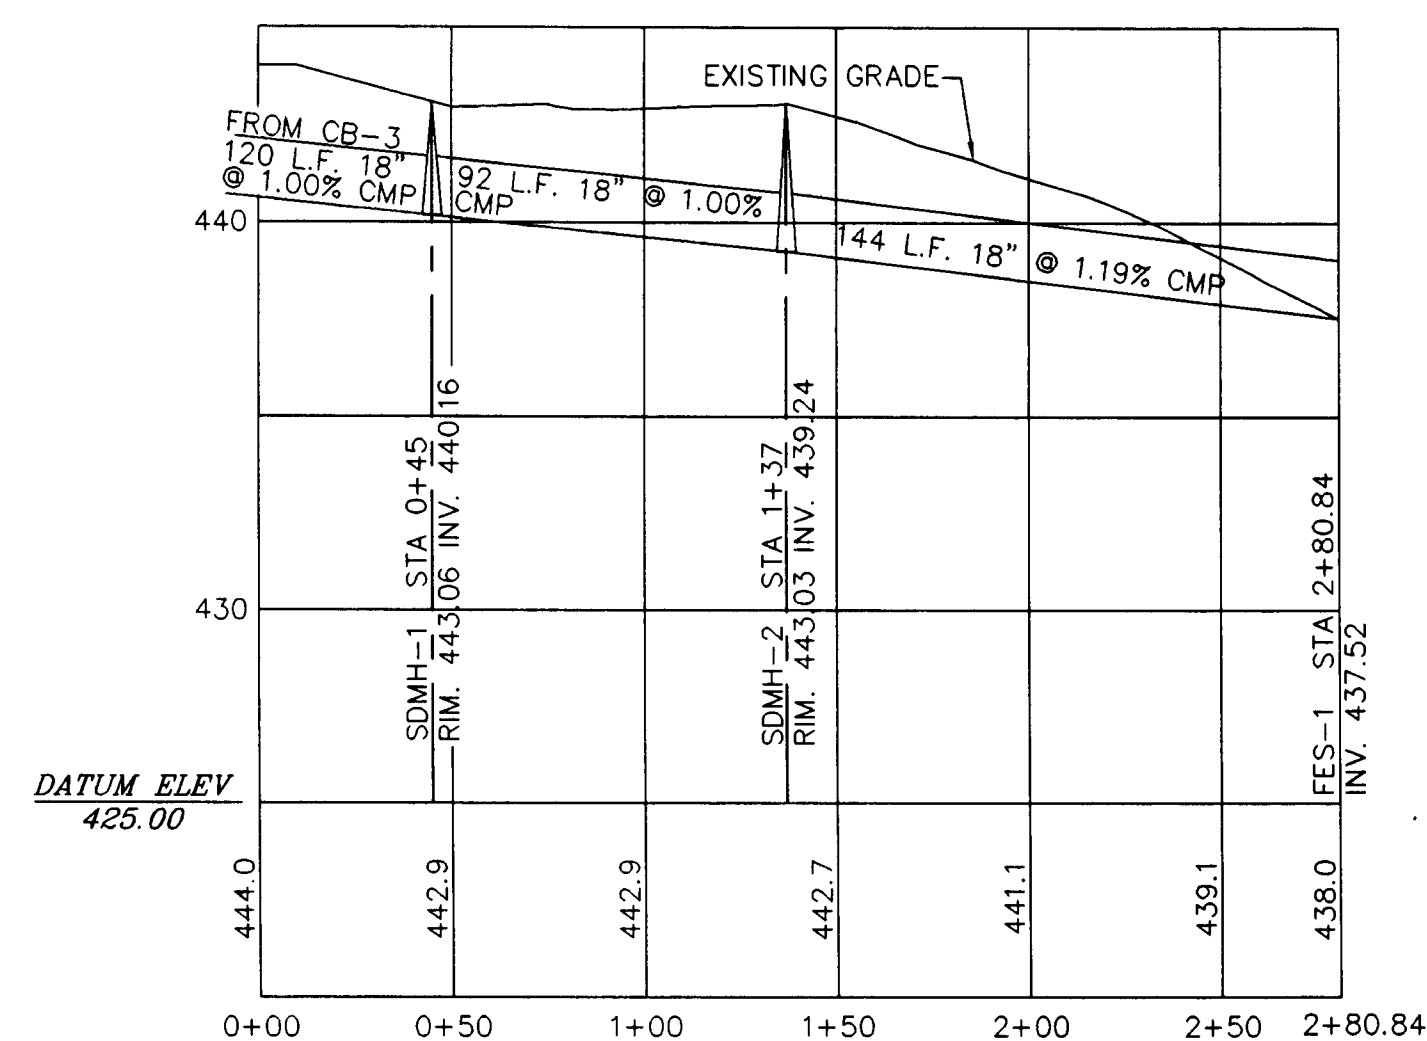 EXISTING GRADE
FROM CB-3
120 L.F. 18"
@ 1.00% CMP
92 L.F. 18" @ 1.00%
CMP
144 L.F. 18" @ 1.19% CMP
440
430
SDMH-1 STA 0+45
RIM. 443.06 INV. 440.16
SDMH-2 STA 1+37
RIM. 443.03 INV. 439.24
FES-1 STA 2+80.84
INV. 437.52
DATUM ELEV
425.00
444.0
442.9
442.9
442.7
441.1
439.1
438.0
0+00 0+50 1+00 1+50 2+00 2+50 2+80.84